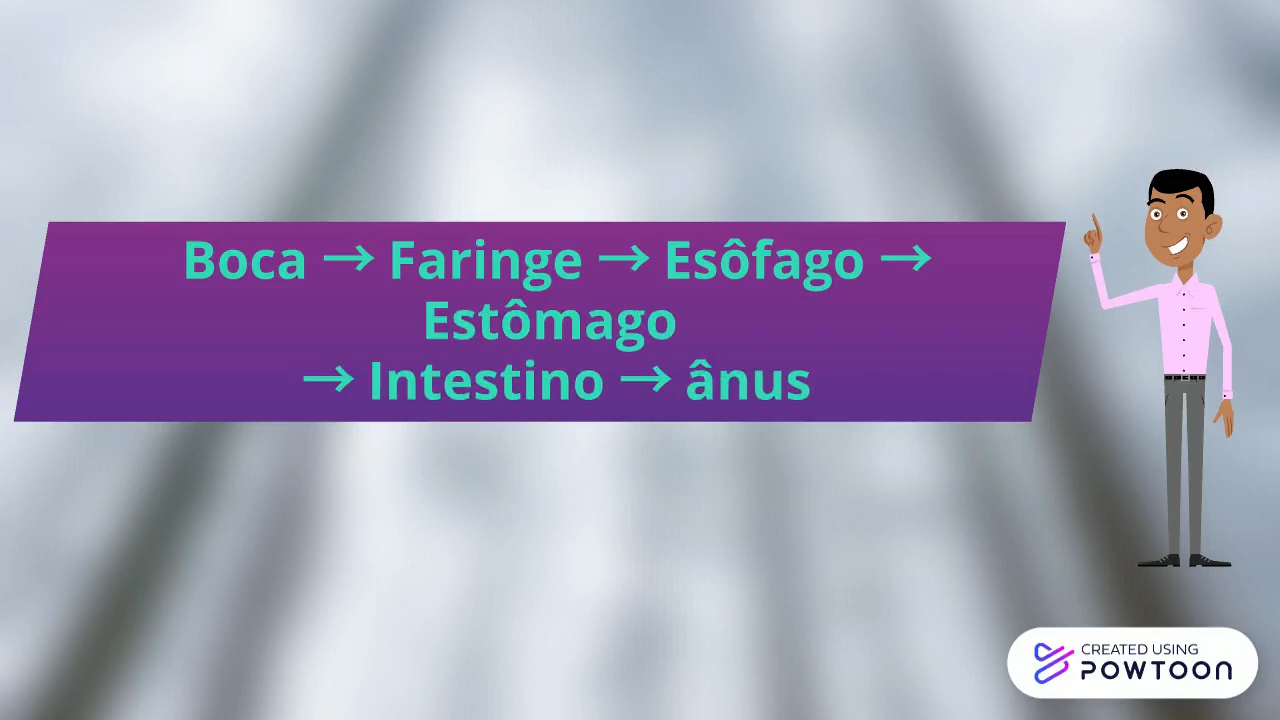 Boca → Faringe → Esôfago →
Estômago
→ Intestino → ânus
CREATED USING
POWTOON